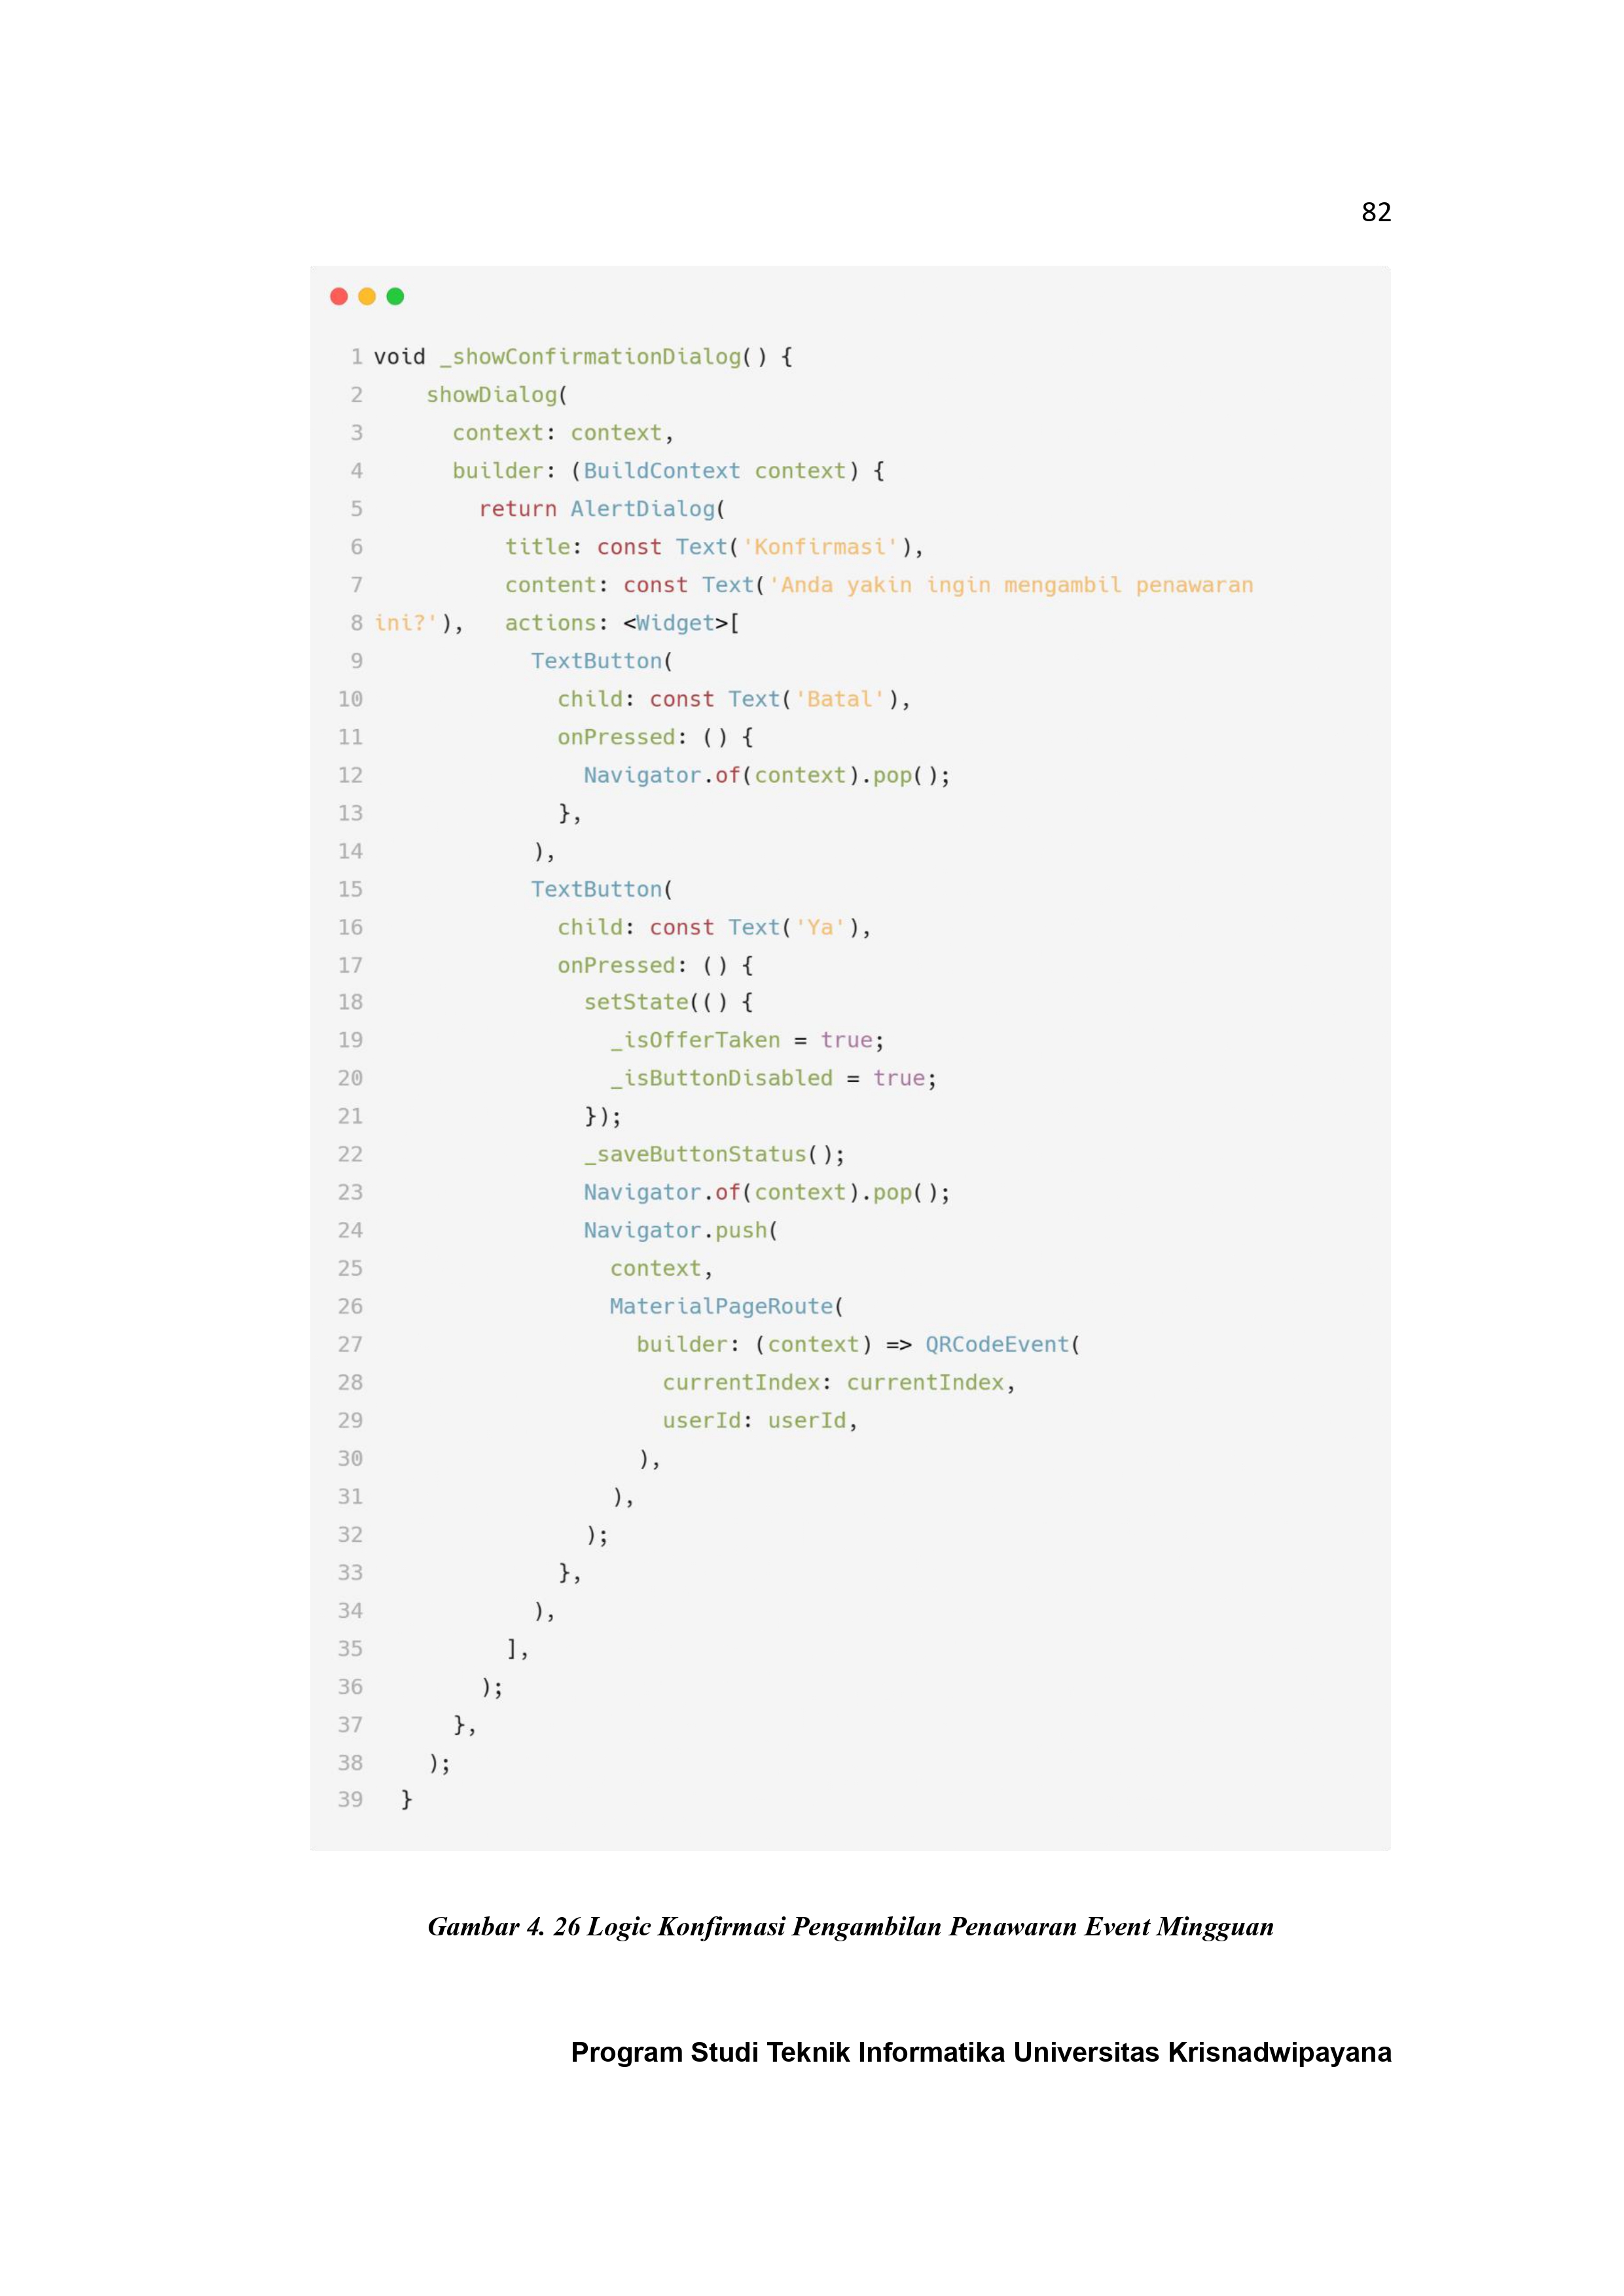 82
1 void _showConfirmationDialog() {
2     showDialog(
3       context: context,
4       builder: (BuildContext context) {
5         return AlertDialog(
6           title: const Text('Konfirmasi'),
7           content: const Text('Anda yakin ingin mengambil penawaran
8 ini?'),   actions: <Widget>[
9             TextButton(
10               child: const Text('Batal'),
11               onPressed: () {
12                 Navigator.of(context).pop();
13               },
14             ),
15             TextButton(
16               child: const Text('Ya'),
17               onPressed: () {
18                 setState(() {
19                   _isOfferTaken = true;
20                   _isButtonDisabled = true;
21                 });
22                 _saveButtonStatus();
23                 Navigator.of(context).pop();
24                 Navigator.push(
25                   context,
26                   MaterialPageRoute(
27                     builder: (context) => QRCodeEvent(
28                       currentIndex: currentIndex,
29                       userId: userId,
30                     ),
31                   ),
32                 );
33               },
34             ),
35           ],
36         );
37       },
38     );
39   }
Gambar 4. 26 Logic Konfirmasi Pengambilan Penawaran Event Mingguan
Program Studi Teknik Informatika Universitas Krisnadwipayana